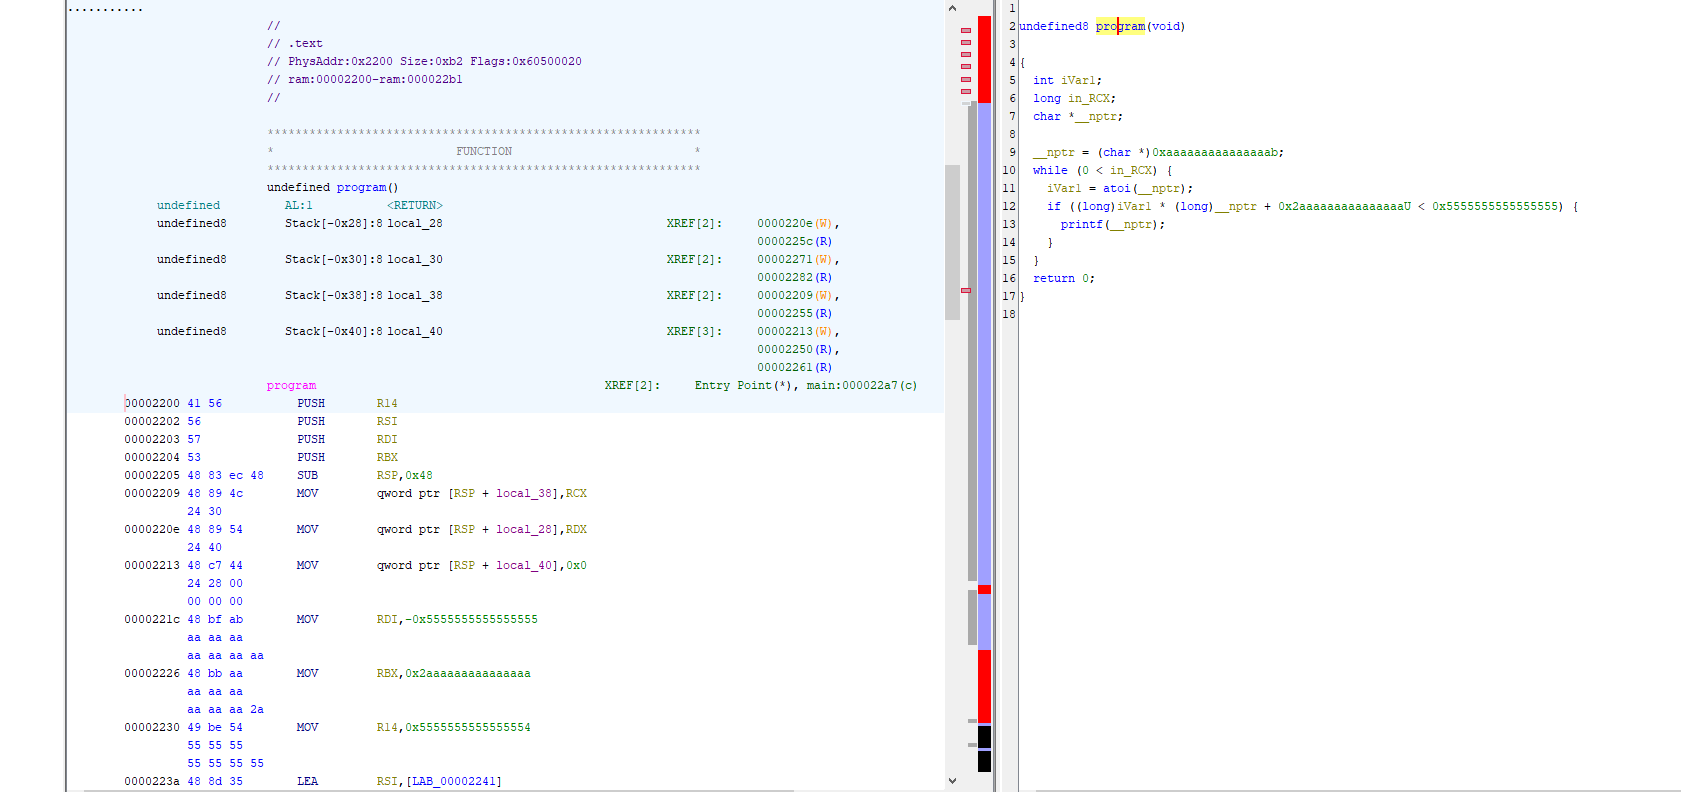 ...........
//
// .text
// PhysAddr:0x2200 Size:0xb2 Flags:0x60500020
// ram:00002200-ram:000022b1
//
**************************************************************
* FUNCTION *
**************************************************************
undefined program()
undefined AL:1 <RETURN>
undefined8 Stack[-0x28]:8 local_28 XREF[2]: 0000220e(W),
0000225c(R)
undefined8 Stack[-0x30]:8 local_30 XREF[2]: 00002271(W),
00002282(R)
undefined8 Stack[-0x38]:8 local_38 XREF[2]: 00002209(W),
00002255(R)
undefined8 Stack[-0x40]:8 local_40 XREF[3]: 00002213(W),
00002250(R),
00002261(R)
program XREF[2]: Entry Point(*), main:000022a7(c)
00002200 41 56 PUSH R14
00002202 56 PUSH RSI
00002203 57 PUSH RDI
00002204 53 PUSH RBX
00002205 48 83 ec 48 SUB RSP,0x48
00002209 48 89 4c MOV qword ptr [RSP + local_38],RCX
24 30
0000220e 48 89 54 MOV qword ptr [RSP + local_28],RDX
24 40
00002213 48 c7 44 MOV qword ptr [RSP + local_40],0x0
24 28 00
00 00 00
0000221c 48 bf ab MOV RDI,-0x5555555555555555
aa aa aa
aa aa aa aa
00002226 48 bb aa MOV RBX,0x2aaaaaaaaaaaaaaa
aa aa aa
aa aa aa 2a
00002230 49 be 54 MOV R14,0x5555555555555554
55 55 55
55 55 55 55
0000223a 48 8d 35 LEA RSI,[LAB_00002241]
1
2 undefined8 program(void)
3
4 {
5 int iVar1;
6 long in_RCX;
7 char *__nptr;
8
9 __nptr = (char *)0xaaaaaaaaaaaaaaab;
10 while (0 < in_RCX) {
11 iVar1 = atoi(__nptr);
12 if ((long)iVar1 * (long)__nptr + 0x2aaaaaaaaaaaaaaaU < 0x5555555555555555) {
13 printf(__nptr);
14 }
15 }
16 return 0;
17 }
18